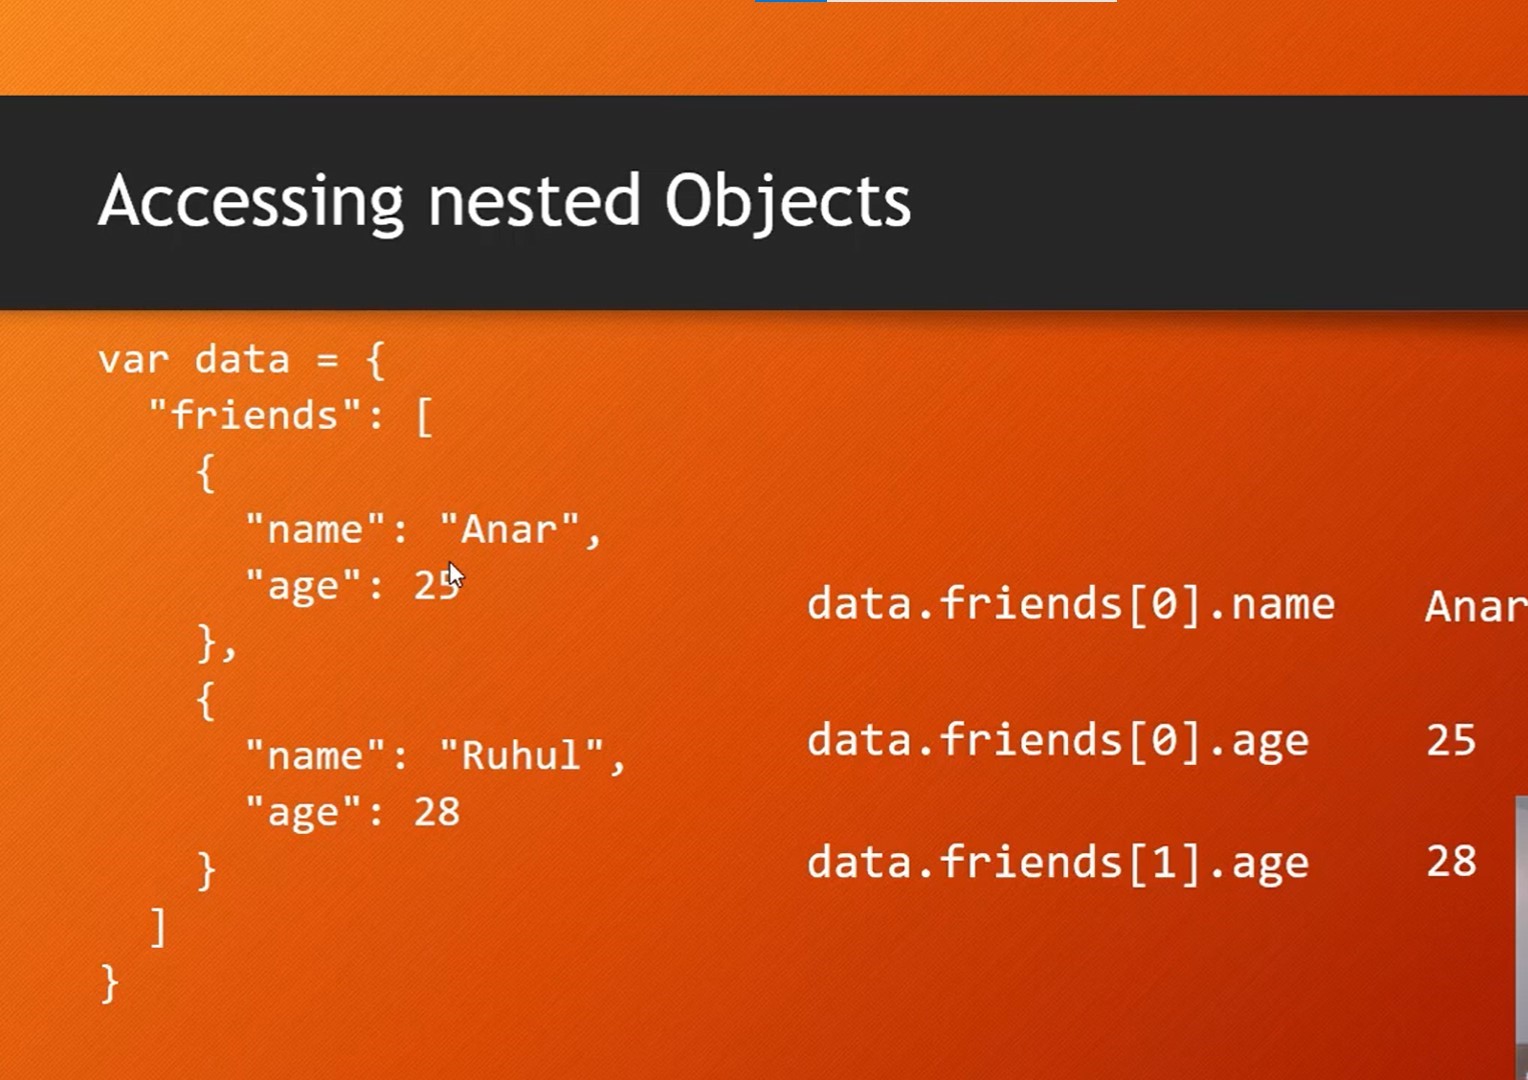 Accessing nested Objects
var data = {
"friends": [
{
"name": "Anar",
"age": 25
},
{
"name": "Ruhul",
"age": 28
}
]
}
data.friends[0].name Anar
data.friends[0].age 25
data.friends[1].age 28